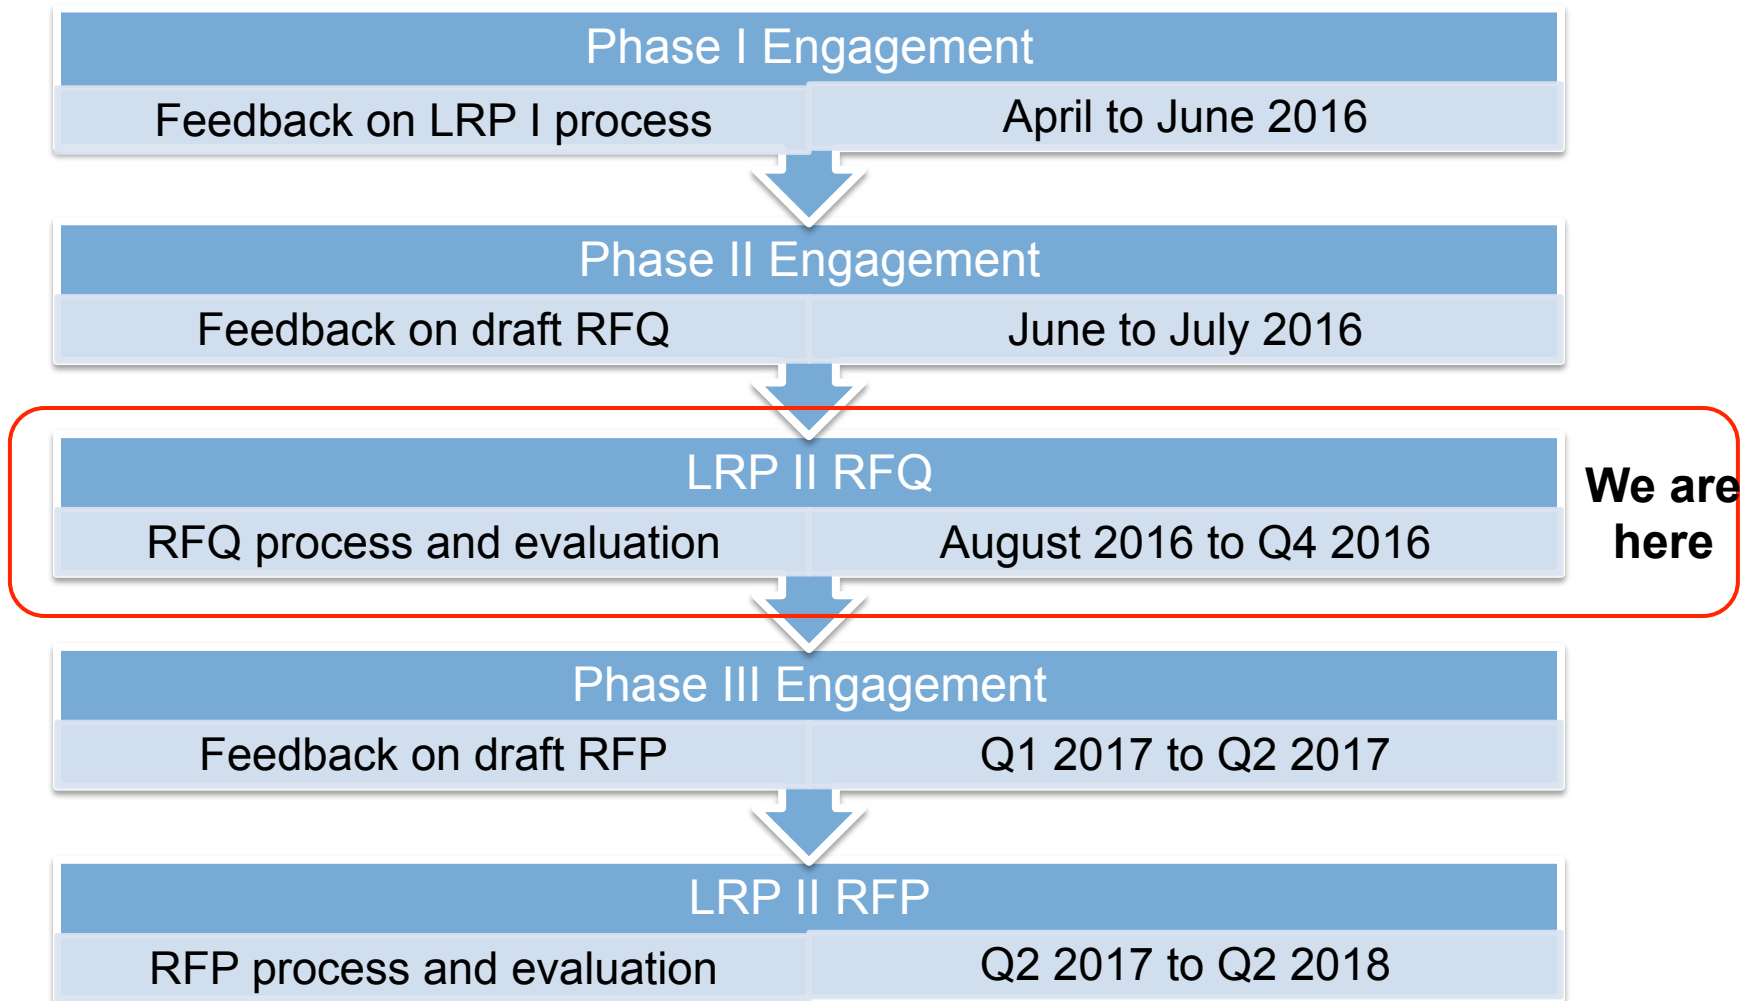 Phase I Engagement
Feedback on LRP I process
April to June 2016
Phase II Engagement
Feedback on draft RFQ
June to July 2016
LRP II RFQ
RFQ process and evaluation
August 2016 to Q4 2016
We are
here
Phase III Engagement
Feedback on draft RFP
Q1 2017 to Q2 2017
LRP II RFP
RFP process and evaluation
Q2 2017 to Q2 2018